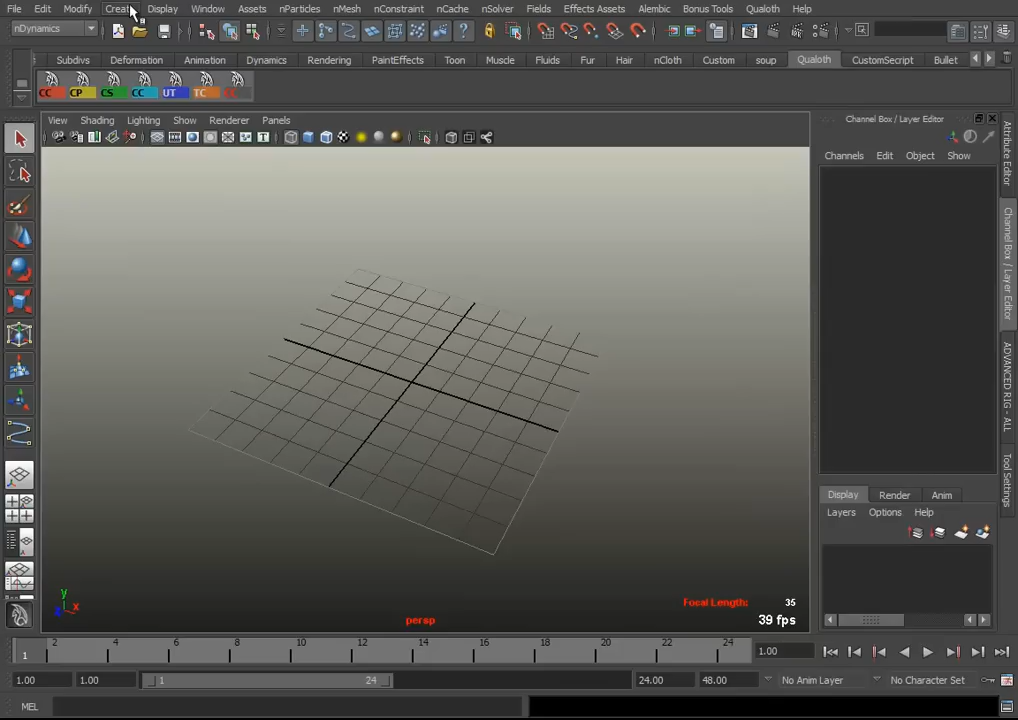 File Edit Modify Create Display Window Assets nParticles nMesh nConstraint nCache nSolver Fields Effects Assets Alembic Bonus Tools Qualoth Help
nDynamics
Subdivs Deformation Animation Dynamics Rendering PaintEffects Toon Muscle Fluids Fur Hair nCloth Custom soup Qualoth CustomScript Bullet
CC CP CS CC UT TC CC
View Shading Lighting Show Renderer Panels
Channel Box / Layer Editor
Channels Edit Object Show
Attribute Editor
Channel Box / Layer Editor
ADVANCED RIG - ALL
Tool Settings
Display Render Anim
Layers Options Help
y
x
persp
Focal Length: 35
39 fps
2 4 6 8 10 12 14 16 18 20 22 24
1
1.00
1.00 1.00 1 24 24.00 48.00 No Anim Layer No Character Set
MEL